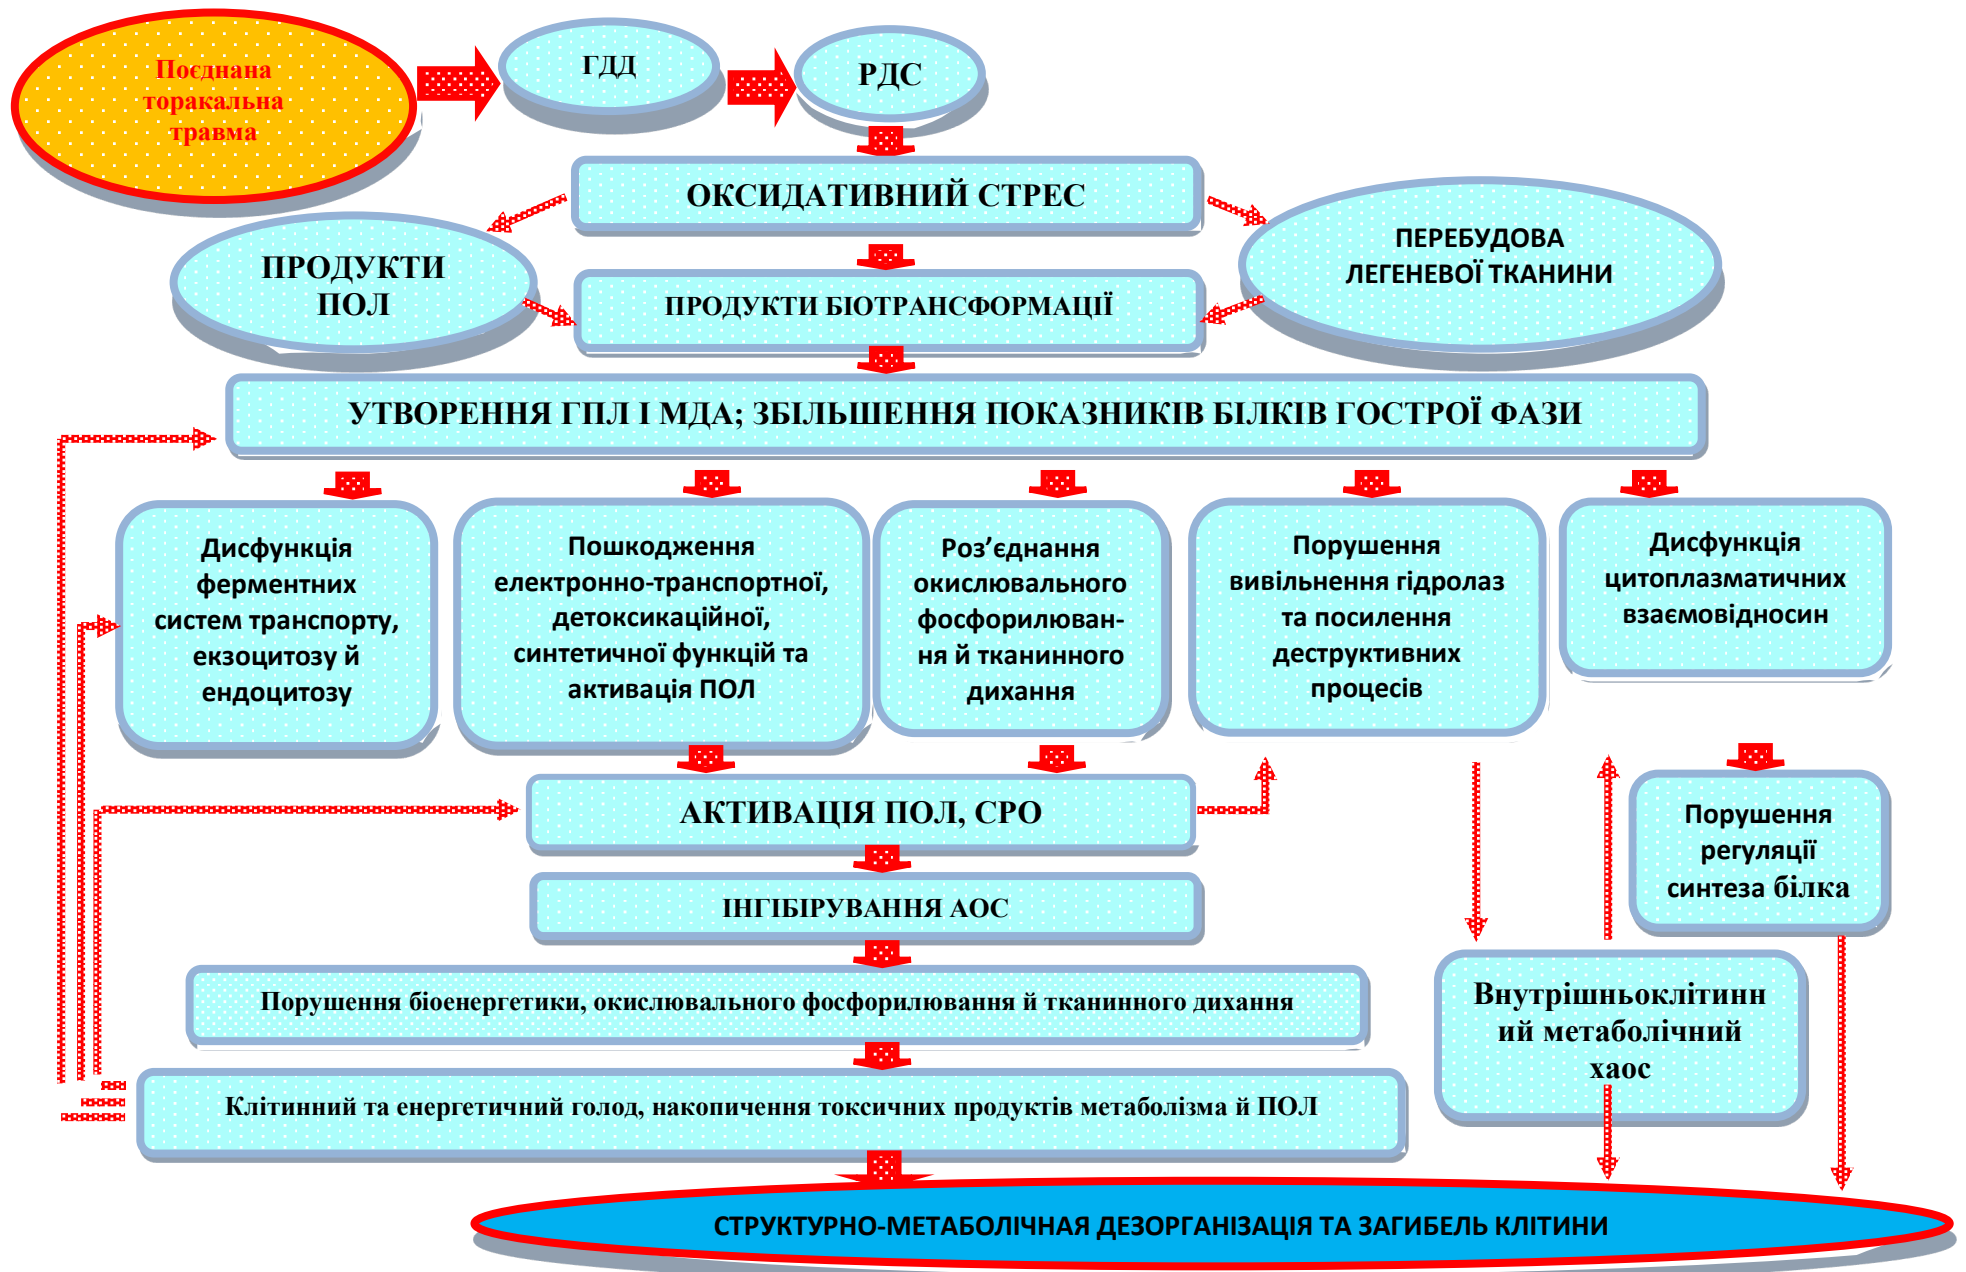 Поєднана
торакальна
травма
ГДД
РДС
ОКСИДАТИВНИЙ СТРЕС
ПРОДУКТИ
ПОЛ
ПРОДУКТИ БІОТРАНСФОРМАЦІЇ
ПЕРЕБУДОВА
ЛЕГЕНЕВОЇ ТКАНИНИ
УТВОРЕННЯ ГПЛ І МДА; ЗБІЛЬШЕННЯ ПОКАЗНИКІВ БІЛКІВ ГОСТРОЇ ФАЗИ
Дисфункція
ферментних
систем транспорту,
екзоцитозу й
ендоцитозу
Пошкодження
електронно-транспортної,
детоксикаційної,
синтетичної функцій та
активація ПОЛ
Роз’єднання
окислювального
фосфорилюван-
ня й тканинного
дихання
Порушення
вивільнення гідролаз
та посилення
деструктивних
процесів
Дисфункція
цитоплазматичних
взаємовідносин
АКТИВАЦІЯ ПОЛ, СРО
Порушення
регуляції
синтеза білка
ІНГІБІРУВАННЯ АОС
Порушення біоенергетики, окислювального фосфорилювання й тканинного дихання
Внутрішньоклітинн
ий метаболічний
хаос
Клітинний та енергетичний голод, накопичення токсичних продуктів метаболізма й ПОЛ
СТРУКТУРНО-МЕТАБОЛІЧНАЯ ДЕЗОРГАНІЗАЦІЯ ТА ЗАГИБЕЛЬ КЛІТИНИ